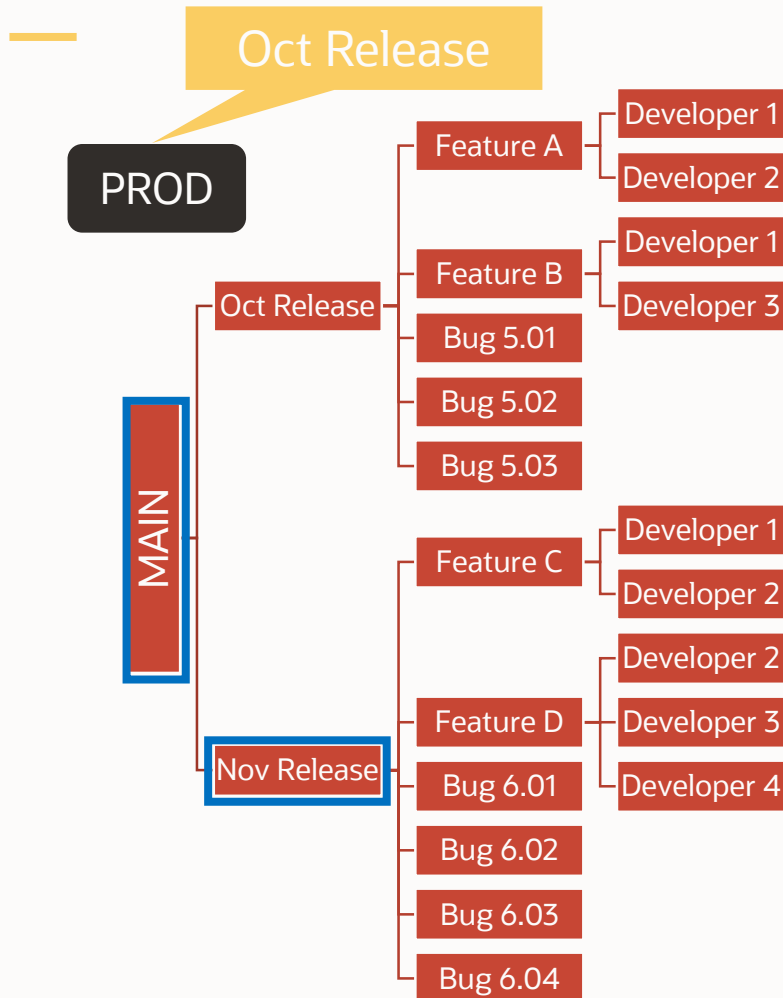 Oct Release
PROD
MAIN
Oct Release
Feature A
Developer 1
Developer 2
Feature B
Developer 1
Developer 3
Bug 5.01
Bug 5.02
Bug 5.03
Nov Release
Feature C
Developer 1
Developer 2
Feature D
Developer 2
Developer 3
Developer 4
Bug 6.01
Bug 6.02
Bug 6.03
Bug 6.04